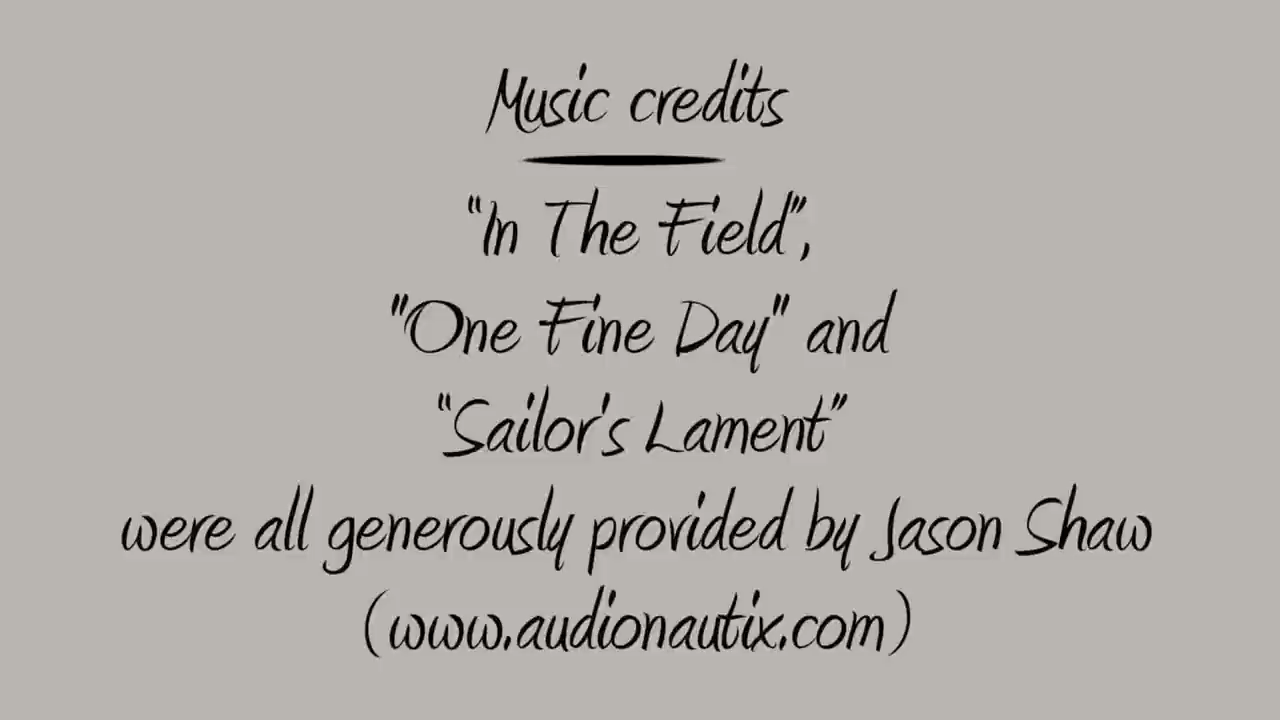 Music credits
"In The Field",
"One Fine Day" and
"Sailor's Lament"
were all generously provided by Jason Shaw
(www.audionautix.com)